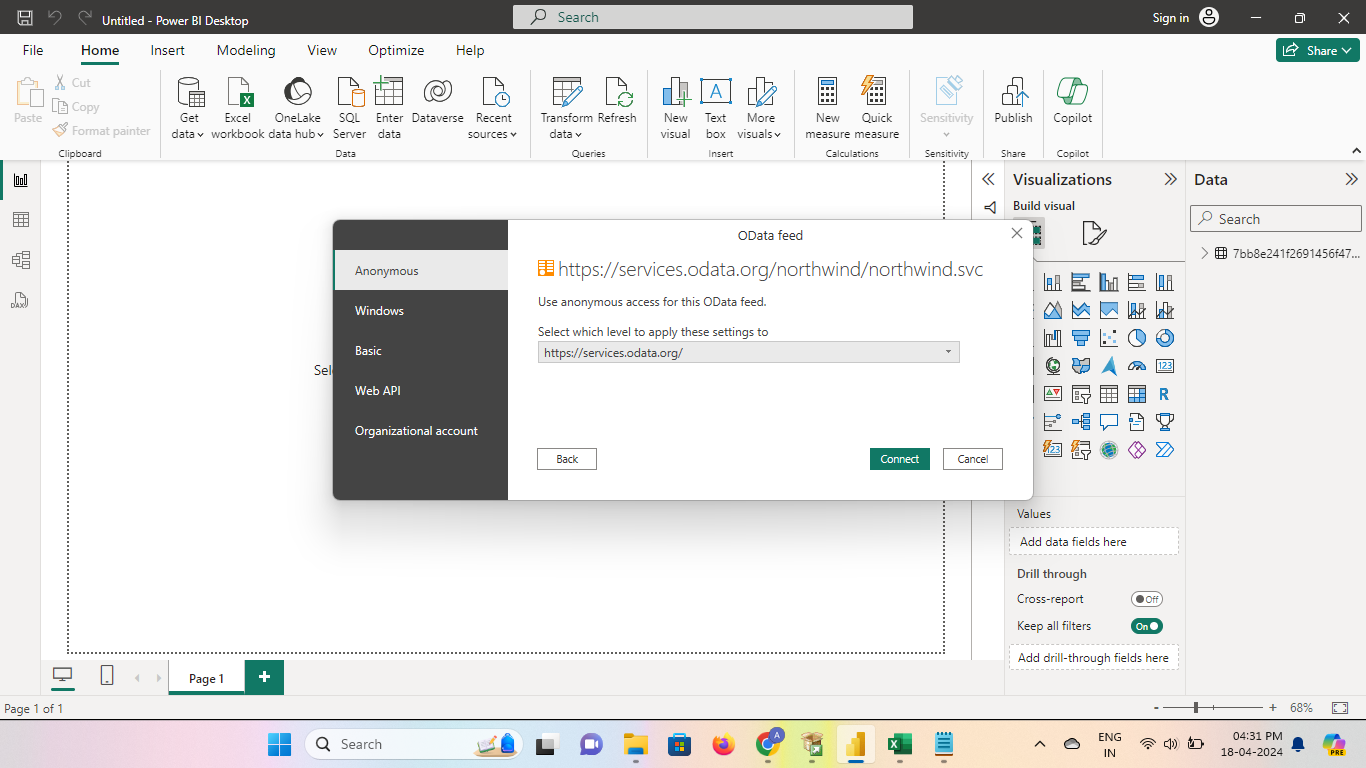 Untitled - Power BI Desktop
Search
Sign in
File
Home
Insert
Modeling
View
Optimize
Help
Share
Paste
Cut
Copy
Format painter
Clipboard
Get data
Excel workbook
OneLake data hub
SQL Server
Enter data
Dataverse
Recent sources
Data
Transform data
Refresh
Queries
New visual
Text box
More visuals
Insert
New measure
Quick measure
Calculations
Sensitivity
Sensitivity
Publish
Share
Copilot
Copilot
Sel
OData feed
Anonymous
Windows
Basic
Web API
Organizational account
https://services.odata.org/northwind/northwind.svc
Use anonymous access for this OData feed.
Select which level to apply these settings to
https://services.odata.org/
Back
Connect
Cancel
Visualizations
Build visual
Values
Add data fields here
Drill through
Cross-report
Off
Keep all filters
On
Add drill-through fields here
Data
Search
7bb8e241f2691456f47...
Page 1
Page 1 of 1
- + 68%
Search
ENG
IN
04:31 PM
18-04-2024